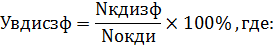 Увдисзф = Nкдизф / Nокди × 100%, где: